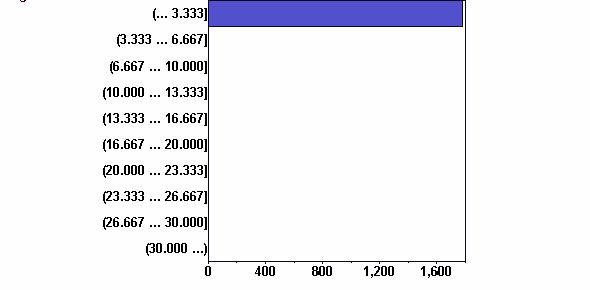 (... 3.333]
(3.333 ... 6.667]
(6.667 ... 10.000]
(10.000 ... 13.333]
(13.333 ... 16.667]
(16.667 ... 20.000]
(20.000 ... 23.333]
(23.333 ... 26.667]
(26.667 ... 30.000]
(30.000 ...)
0 400 800 1,200 1,600